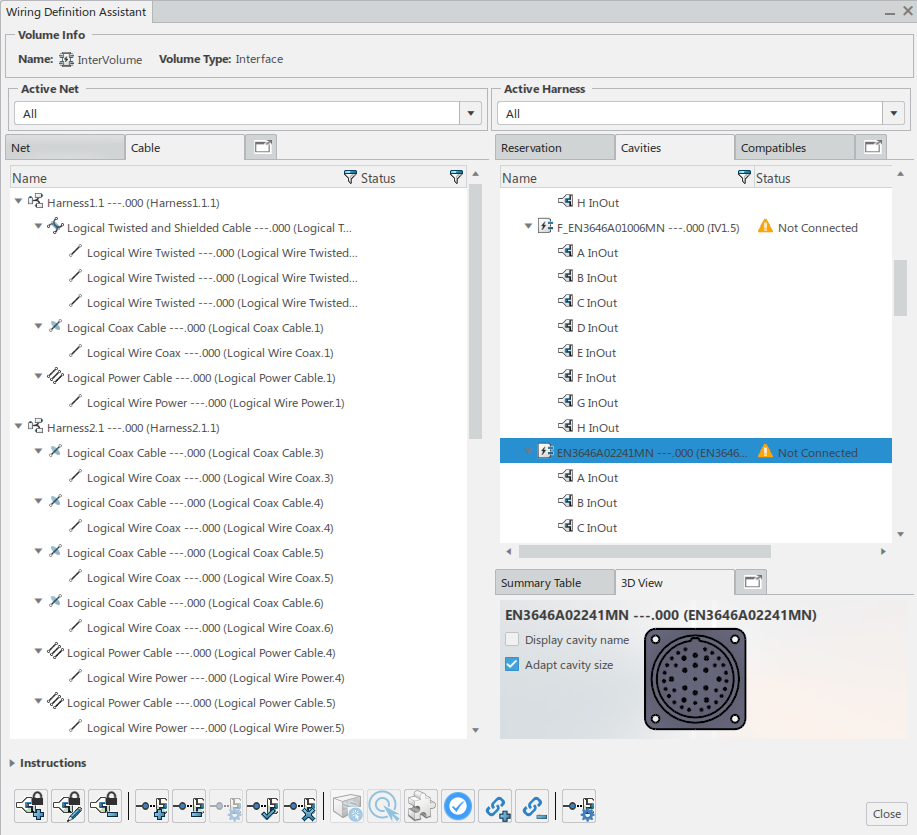 Wiring Definition Assistant
Volume Info
Name: InterVolume Volume Type: Interface
Active Net
All
Active Harness
All
Net
Cable
Name
Status
Harness1.1 ---.000 (Harness1.1.1)
Logical Twisted and Shielded Cable ---.000 (Logical T...
Logical Wire Twisted ---.000 (Logical Wire Twisted...
Logical Wire Twisted ---.000 (Logical Wire Twisted...
Logical Wire Twisted ---.000 (Logical Wire Twisted...
Logical Coax Cable ---.000 (Logical Coax Cable.1)
Logical Wire Coax ---.000 (Logical Wire Coax.1)
Logical Power Cable ---.000 (Logical Power Cable.1)
Logical Wire Power ---.000 (Logical Wire Power.1)
Harness2.1 ---.000 (Harness2.1.1)
Logical Coax Cable ---.000 (Logical Coax Cable.3)
Logical Wire Coax ---.000 (Logical Wire Coax.3)
Logical Coax Cable ---.000 (Logical Coax Cable.4)
Logical Wire Coax ---.000 (Logical Wire Coax.4)
Logical Coax Cable ---.000 (Logical Coax Cable.5)
Logical Wire Coax ---.000 (Logical Wire Coax.5)
Logical Coax Cable ---.000 (Logical Coax Cable.6)
Logical Wire Coax ---.000 (Logical Wire Coax.6)
Logical Power Cable ---.000 (Logical Power Cable.4)
Logical Wire Power ---.000 (Logical Wire Power.4)
Logical Power Cable ---.000 (Logical Power Cable.5)
Logical Wire Power ---.000 (Logical Wire Power.5)
Reservation
Cavities
Compatibles
Name
Status
H InOut
F_EN3646A01006MN ---.000 (IV1.5) Not Connected
A InOut
B InOut
C InOut
D InOut
E InOut
F InOut
G InOut
H InOut
EN3646A02241MN ---.000 (EN3646... Not Connected
A InOut
B InOut
C InOut
Summary Table
3D View
EN3646A02241MN ---.000 (EN3646A02241MN)
Display cavity name
Adapt cavity size
Instructions
Close